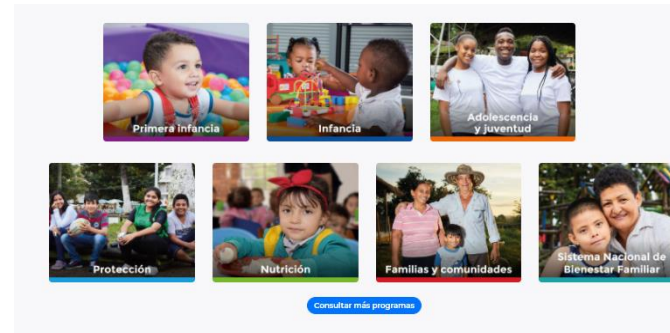 Primera infancia
Infancia
Adolescencia
y juventud
Protección
Nutrición
Familias y comunidades
Sistema Nacional de
Bienestar Familiar
Consultar más programas